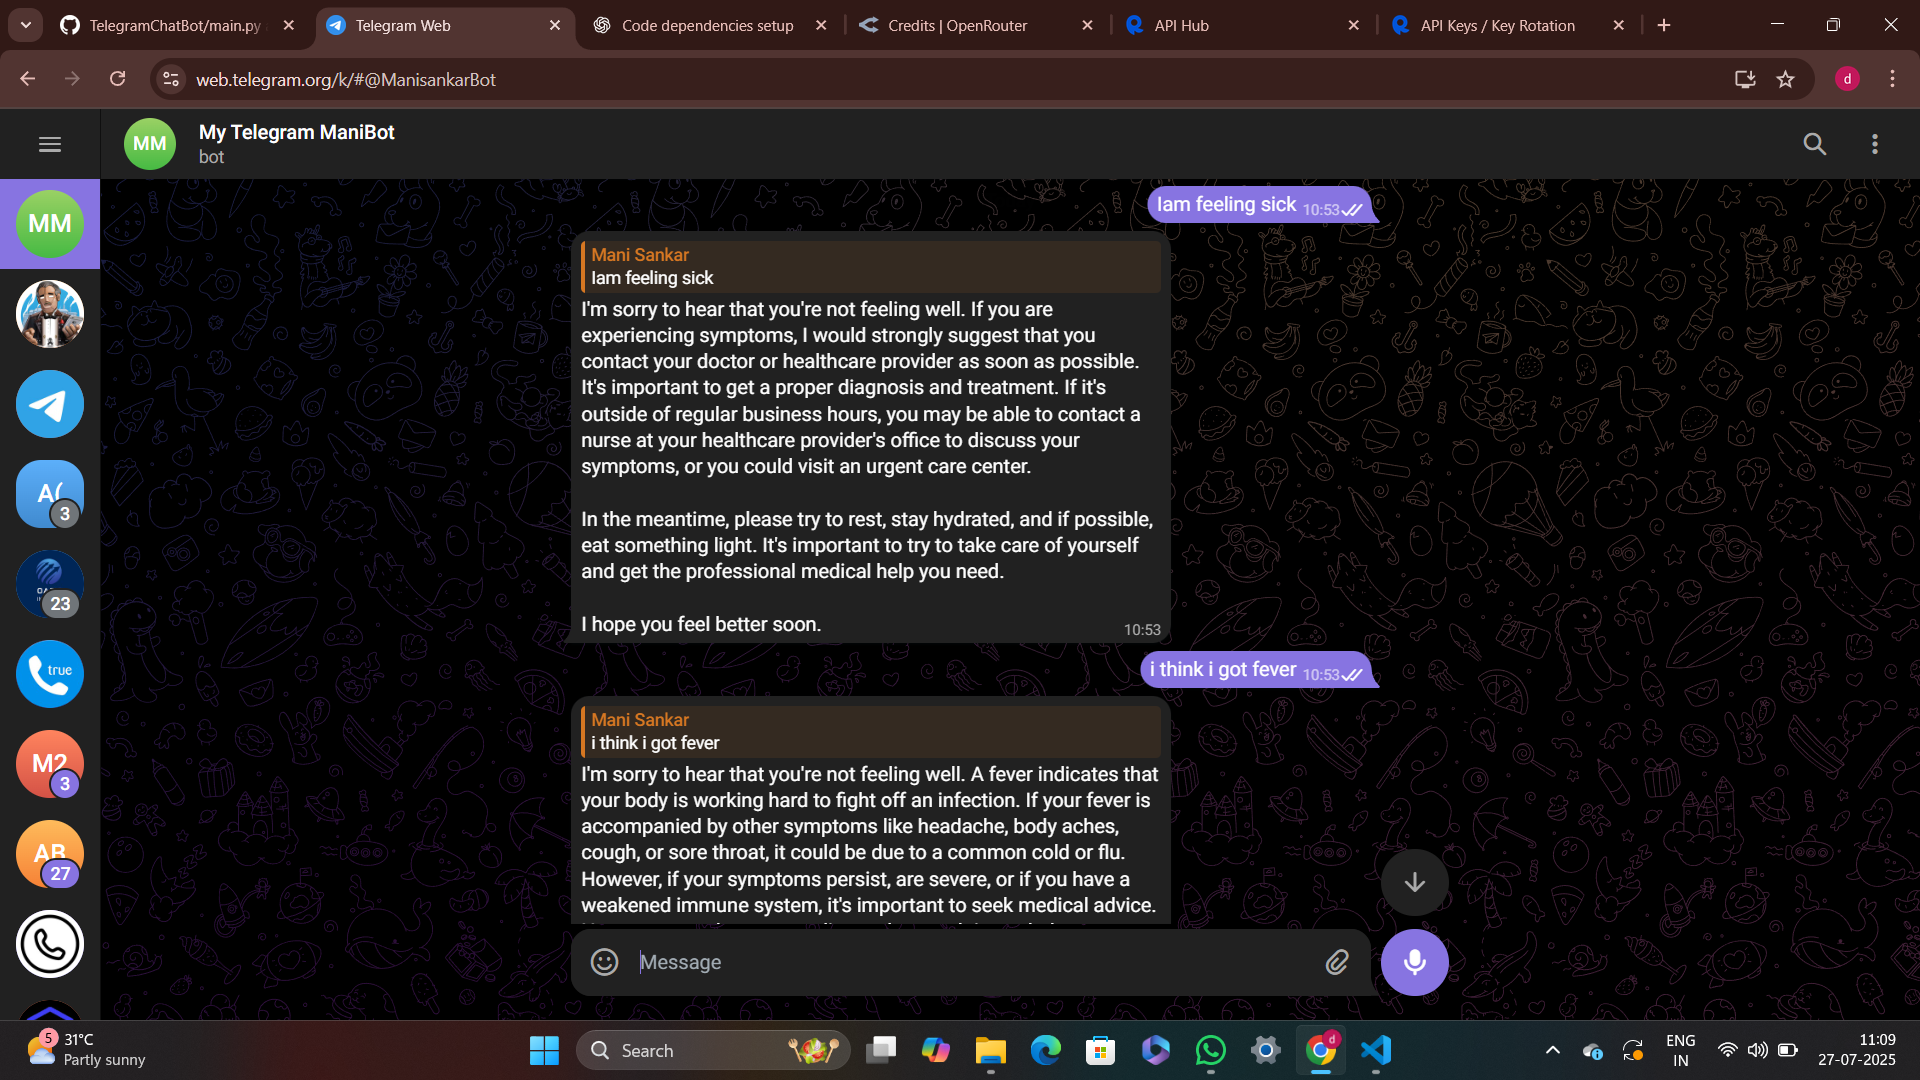 TelegramChatBot/main.py
Telegram Web
Code dependencies setup
Credits | OpenRouter
API Hub
API Keys / Key Rotation
web.telegram.org/k/#@ManisankarBot
d
MM
My Telegram ManiBot
bot
MM
A(
3
23
true
M2
3
AB
27
Iam feeling sick 10:53
Mani Sankar
Iam feeling sick
I'm sorry to hear that you're not feeling well. If you are
experiencing symptoms, I would strongly suggest that you
contact your doctor or healthcare provider as soon as possible.
It's important to get a proper diagnosis and treatment. If it's
outside of regular business hours, you may be able to contact a
nurse at your healthcare provider's office to discuss your
symptoms, or you could visit an urgent care center.
In the meantime, please try to rest, stay hydrated, and if possible,
eat something light. It's important to try to take care of yourself
and get the professional medical help you need.
I hope you feel better soon.
10:53
i think i got fever 10:53
Mani Sankar
i think i got fever
I'm sorry to hear that you're not feeling well. A fever indicates that
your body is working hard to fight off an infection. If your fever is
accompanied by other symptoms like headache, body aches,
cough, or sore throat, it could be due to a common cold or flu.
However, if your symptoms persist, are severe, or if you have a
weakened immune system, it's important to seek medical advice.
Message
5
31°C
Partly sunny
Search
d
ENG
IN
11:09
27-07-2025